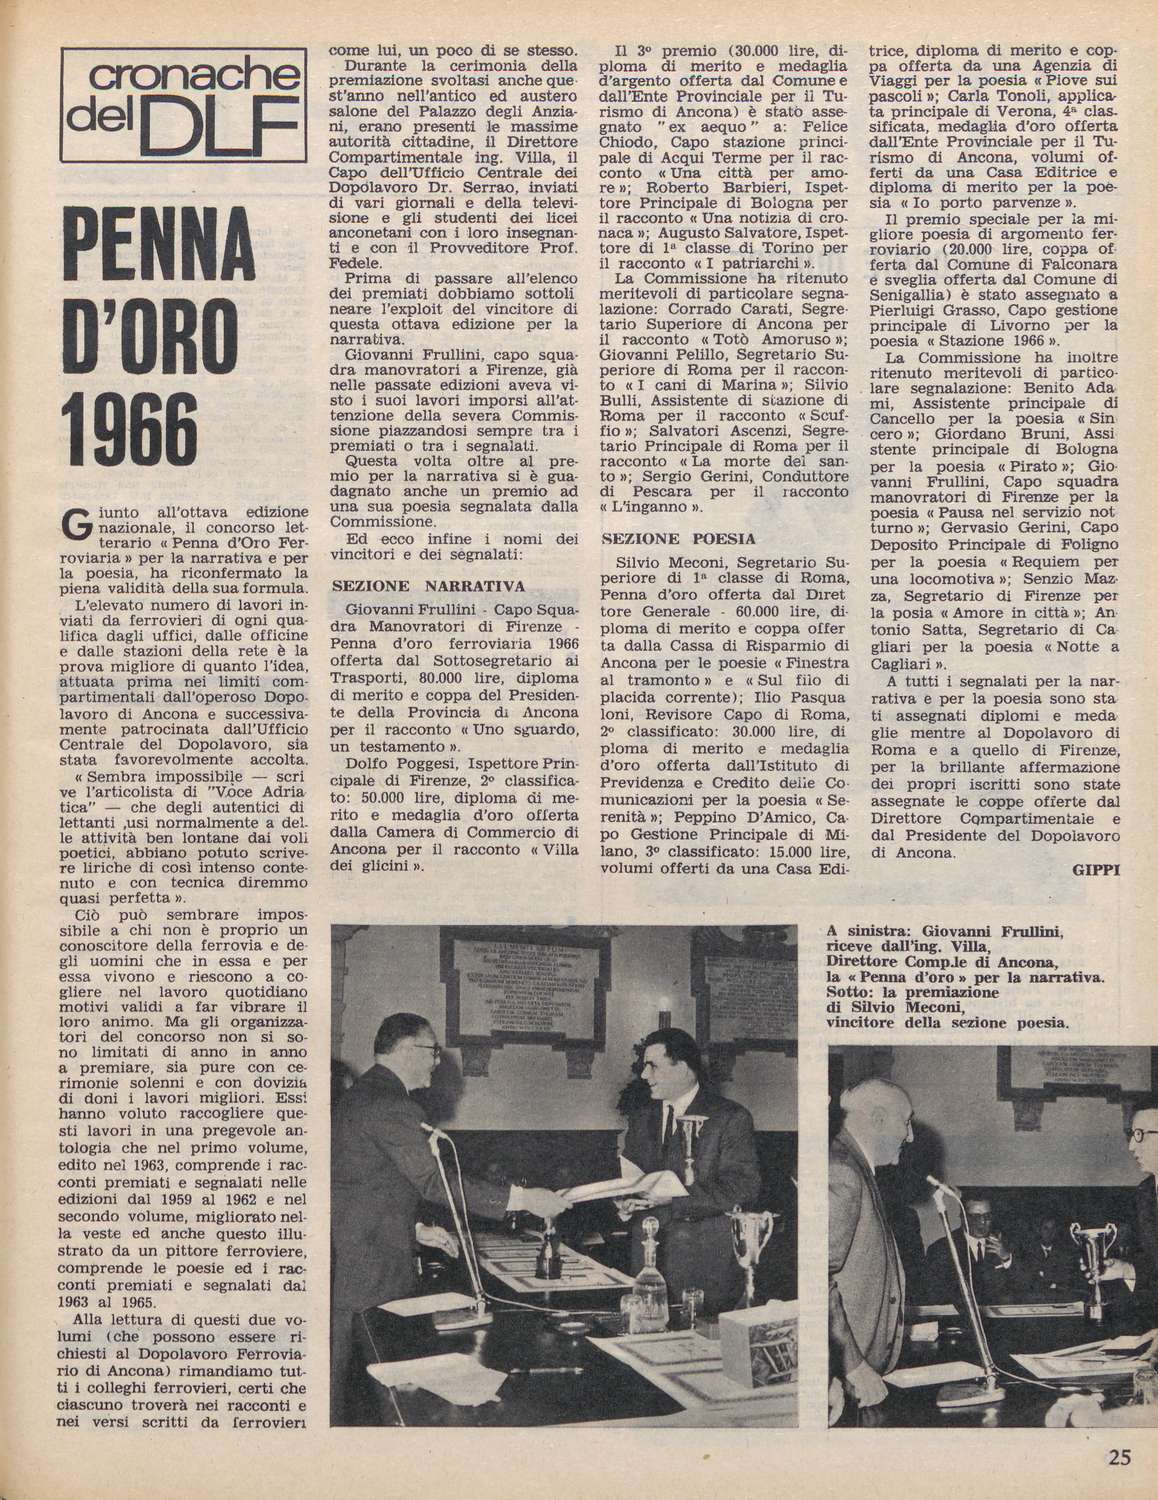 cronache
del DLF
PENNA
D'ORO
1966
Giunto all'ottava edizione
nazionale, il concorso let-
terario « Penna d'Oro Fer-
roviaria » per la narrativa e per
la poesia, ha riconfermato la
piena validità della sua formula.
L'elevato numero di lavori in-
viati da ferrovieri di ogni qua-
lifica dagli uffici, dalle officine
e dalle stazioni della rete è la
prova migliore di quanto l'idea,
attuata prima nei limiti com-
partimentali dall'operoso Dopo-
lavoro di Ancona e successiva-
mente patrocinata dall'Ufficio
Centrale del Dopolavoro, sia
stata favorevolmente accolta.
« Sembra impossibile — scri
ve l'articolista di "Voce Adria
tica" — che degli autentici di
lettanti ,usi normalmente a del-
le attività ben lontane dai voli
poetici, abbiano potuto scrive-
re liriche di così intenso conte-
nuto e con tecnica diremmo
quasi perfetta ».
Ciò può sembrare impos-
sibile a chi non è proprio un
conoscitore della ferrovia e de-
gli uomini che in essa e per
essa vivono e riescono a co-
gliere nel lavoro quotidiano
motivi validi a far vibrare il
loro animo. Ma gli organizza-
tori del concorso non si so-
no limitati di anno in anno
a premiare, sia pure con ce-
rimonie solenni e con dovizia
di doni i lavori migliori. Essi
hanno voluto raccogliere que-
sti lavori in una pregevole an-
tologia che nel primo volume,
edito nel 1963, comprende i rac-
conti premiati e segnalati nelle
edizioni dal 1959 al 1962 e nel
secondo volume, migliorato nel-
la veste ed anche questo illu-
strato da un pittore ferroviere,
comprende le poesie ed i rac-
conti premiati e segnalati dal
1963 al 1965.
Alla lettura di questi due vo-
lumi (che possono essere ri-
chiesti al Dopolavoro Ferrovia-
rio di Ancona) rimandiamo tut-
ti i colleghi ferrovieri, certi che
ciascuno troverà nei racconti e
nei versi scritti da ferrovieri
come lui, un poco di se stesso.
Durante la cerimonia della
premiazione svoltasi anche que-
st'anno nell'antico ed austero
salone del Palazzo degli Anzia-
ni, erano presenti le massime
autorità cittadine, il Direttore
Compartimentale ing. Villa, il
Capo dell'Ufficio Centrale dei
Dopolavoro Dr. Serrao, inviati
di vari giornali e della televi-
sione e gli studenti dei licei
anconetani con i loro insegnan-
ti e con il Provveditore Prof.
Fedele.
Prima di passare all'elenco
dei premiati dobbiamo sottoli
neare l'exploit del vincitore di
questa ottava edizione per la
narrativa.
Giovanni Frullini, capo squa-
dra manovratori a Firenze, già
nelle passate edizioni aveva vi-
sto i suoi lavori imporsi all'at-
tenzione della severa Commis-
sione piazzandosi sempre tra i
premiati o tra i segnalati.
Questa volta oltre al pre-
mio per la narrativa si è gua-
dagnato anche un premio ad
una sua poesia segnalata dalla
Commissione.
Ed ecco infine i nomi dei
vincitori e dei segnalati:
SEZIONE NARRATIVA
Giovanni Frullini - Capo Squa-
dra Manovratori di Firenze -
Penna d'oro ferroviaria 1966
offerta dal Sottosegretario ai
Trasporti, 80.000 lire, diploma
di merito e coppa del Presiden-
te della Provincia di Ancona
per il racconto « Uno sguardo,
un testamento ».
Dolfo Poggesi, Ispettore Prin-
cipale di Firenze, 2º classifica-
to: 50.000 lire, diploma di me-
rito e medaglia d'oro offerta
dalla Camera di Commercio di
Ancona per il racconto « Villa
dei glicini ».
Il 3º premio (30.000 lire, di-
ploma di merito e medaglia
d'argento offerta dal Comune e
dall'Ente Provinciale per il Tu-
rismo di Ancona) è stato asse-
gnato "ex aequo" a: Felice
Chiodo, Capo stazione princi-
pale di Acqui Terme per il rac-
conto « Una città per amo-
re »; Roberto Barbieri, Ispet-
tore Principale di Bologna per
il racconto « Una notizia di cro-
naca »; Augusto Salvatore, Ispet-
tore di 1ª classe di Torino per
il racconto « I patriarchi ».
La Commissione ha ritenuto
meritevoli di particolare segna-
lazione: Corrado Carati, Segre-
tario Superiore di Ancona per
il racconto « Totò Amoruso »;
Giovanni Pelillo, Segretario Su-
periore di Roma per il raccon-
to « I cani di Marina »; Silvio
Bulli, Assistente di stazione di
Roma per il racconto « Scuf-
fio »; Salvatori Ascenzi, Segre-
tario Principale di Roma per il
racconto « La morte del san-
to »; Sergio Gerini, Conduttore
di Pescara per il racconto
« L'inganno ».
SEZIONE POESIA
Silvio Meconi, Segretario Su-
periore di 1ª classe di Roma,
Penna d'oro offerta dal Diret
tore Generale - 60.000 lire, di-
ploma di merito e coppa offer
ta dalla Cassa di Risparmio di
Ancona per le poesie « Finestra
al tramonto » e « Sul filo di
placida corrente); Ilio Pasqua
loni, Revisore Capo di Roma,
2º classificato: 30.000 lire, di
ploma di merito e medaglia
d'oro offerta dall'Istituto di
Previdenza e Credito delle Co-
municazioni per la poesia « Se-
renità »; Peppino D'Amico, Ca-
po Gestione Principale di Mi-
lano, 3º classificato: 15.000 lire,
volumi offerti da una Casa Edi-
trice, diploma di merito e cop-
pa offerta da una Agenzia di
Viaggi per la poesia « Piove sui
pascoli »; Carla Tonoli, applica-
ta principale di Verona, 4ª clas-
sificata, medaglia d'oro offerta
dall'Ente Provinciale per il Tu-
rismo di Ancona, volumi of-
ferti da una Casa Editrice e
diploma di merito per la poe-
sia « Io porto parvenze ».
Il premio speciale per la mi-
gliore poesia di argomento fer-
roviario (20.000 lire, coppa of-
ferta dal Comune di Falconara
e sveglia offerta dal Comune di
Senigallia) è stato assegnato a
Pierluigi Grasso, Capo gestione
principale di Livorno per la
poesia « Stazione 1966 ».
La Commissione ha inoltre
ritenuto meritevoli di partico-
lare segnalazione: Benito Ada
mi, Assistente principale di
Cancello per la poesia « Sin
cero »; Giordano Bruni, Assi
stente principale di Bologna
per la poesia « Pirato »; Gio-
vanni Frullini, Capo squadra
manovratori di Firenze per la
poesia « Pausa nel servizio not
turno »; Gervasio Gerini, Capo
Deposito Principale di Foligno
per la poesia « Requiem per
una locomotiva »; Senzio Maz-
za, Segretario di Firenze per
la posia « Amore in città »; An-
tonio Satta, Segretario di Ca-
gliari per la poesia « Notte a
Cagliari ».
A tutti i segnalati per la nar-
rativa e per la poesia sono sta-
ti assegnati diplomi e meda
glie mentre al Dopolavoro di
Roma e a quello di Firenze,
per la brillante affermazione
dei propri iscritti sono state
assegnate le coppe offerte dal
Direttore Compartimentale e
dal Presidente del Dopolavoro
di Ancona.
GIPPI
A sinistra: Giovanni Frullini,
riceve dall'ing. Villa,
Direttore Comp.le di Ancona,
la « Penna d'oro » per la narrativa.
Sotto: la premiazione
di Silvio Meconi,
vincitore della sezione poesia.
25